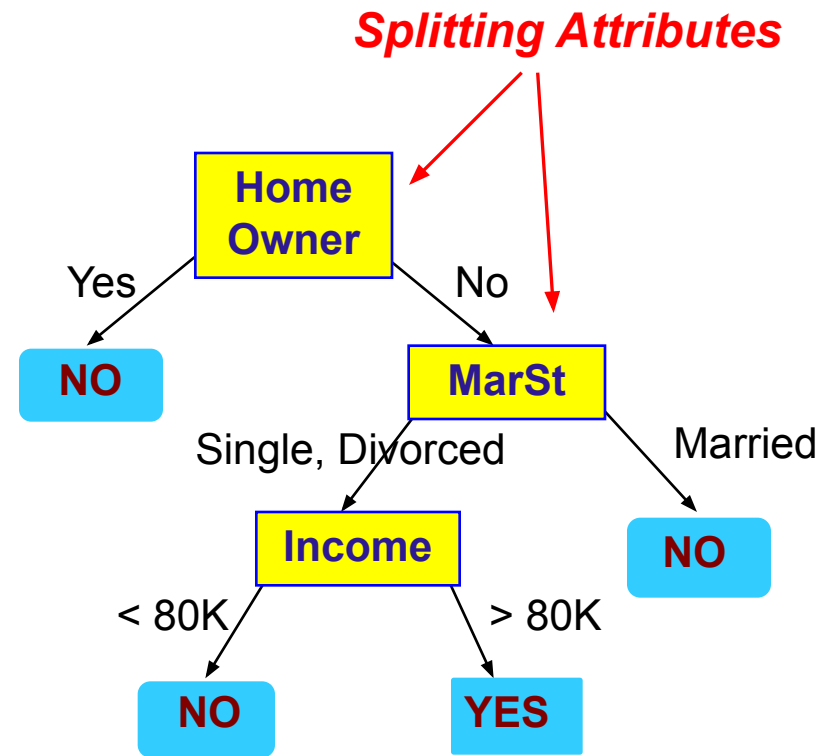 Splitting Attributes
Home
Owner
Yes
No
NO
MarSt
Single, Divorced
Married
Income
NO
< 80K
> 80K
NO
YES